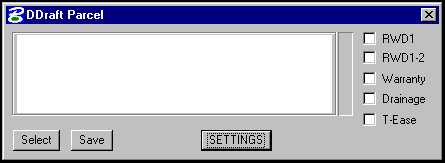 DDraft Parcel
RWD1
RWD1-2
Warranty
Drainage
T-Ease
Select Save SETTINGS